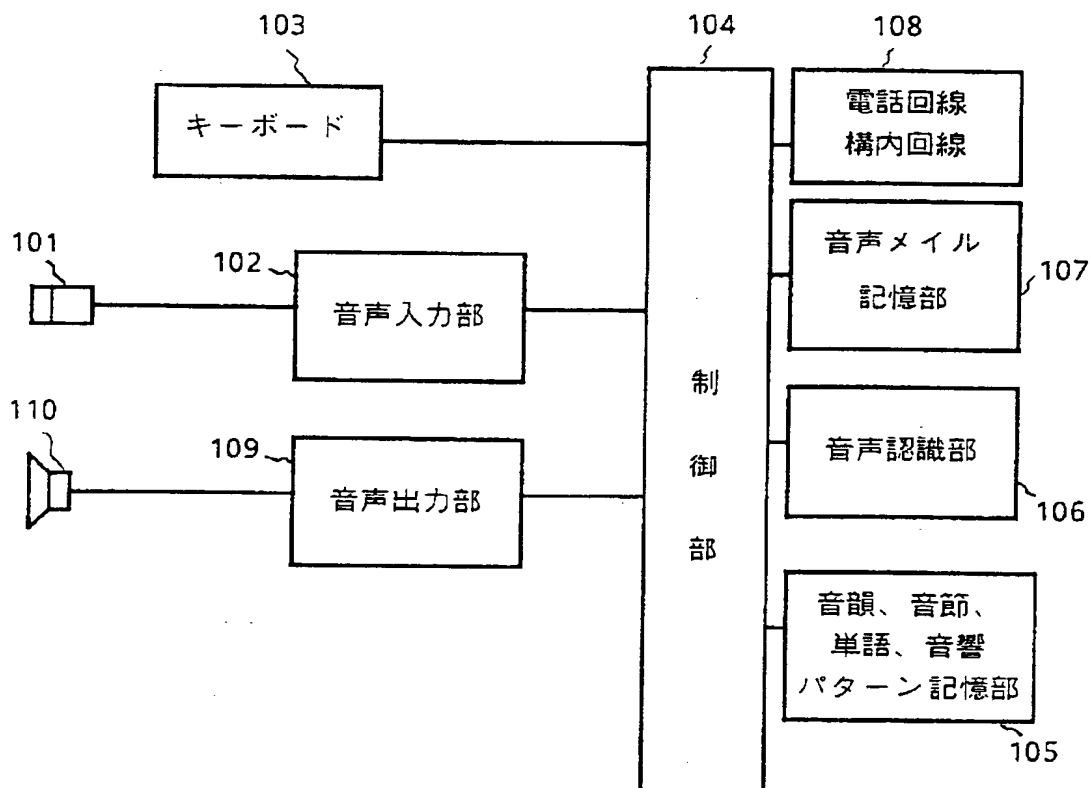 103
キーボード
104
108
電話回線
構内回線
101
102
音声入力部
音声メイル
記憶部
107
110
109
音声出力部
制御部
音声認識部
106
音韻、音節、
単語、音響
パターン記憶部
105